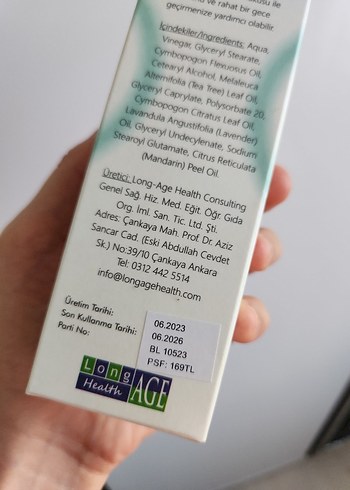 ve rahat bir gece
geçirmenize yardımcı olabilir.
İçindekiler/Ingredients: Aqua,
Vinegar, Glyceryl Stearate,
Cymbopogon Flexuosus Oil,
Cetearyl Alcohol, Melaleuca
Alternifolia (Tea Tree) Leaf Oil,
Glyceryl Caprylate, Polysorbate 20,
Cymbopogon Citratus Leaf Oil,
Lavandula Angustifolia (Lavender)
Oil, Glyceryl Undecylenate, Sodium
Stearoyl Glutamate, Citrus Reticulata
(Mandarin) Peel Oil.
Üretici: Long-Age Health Consulting
Genel Sağ. Hiz. Med. Eğit. Öğr. Gıda
Org. İml. San. Tic. Ltd. Şti.
Adres: Çankaya Mah. Prof. Dr. Aziz
Sancar Cad. (Eski Abdullah Cevdet
Sk.) No:39/10 Çankaya Ankara
Tel: 0312 442 5514
info@longagehealth.com
Üretim Tarihi: 06.2023
Son Kullanma Tarihi: 06.2026
Parti No: BL 10523
PSF: 169TL
Long
Health AGE